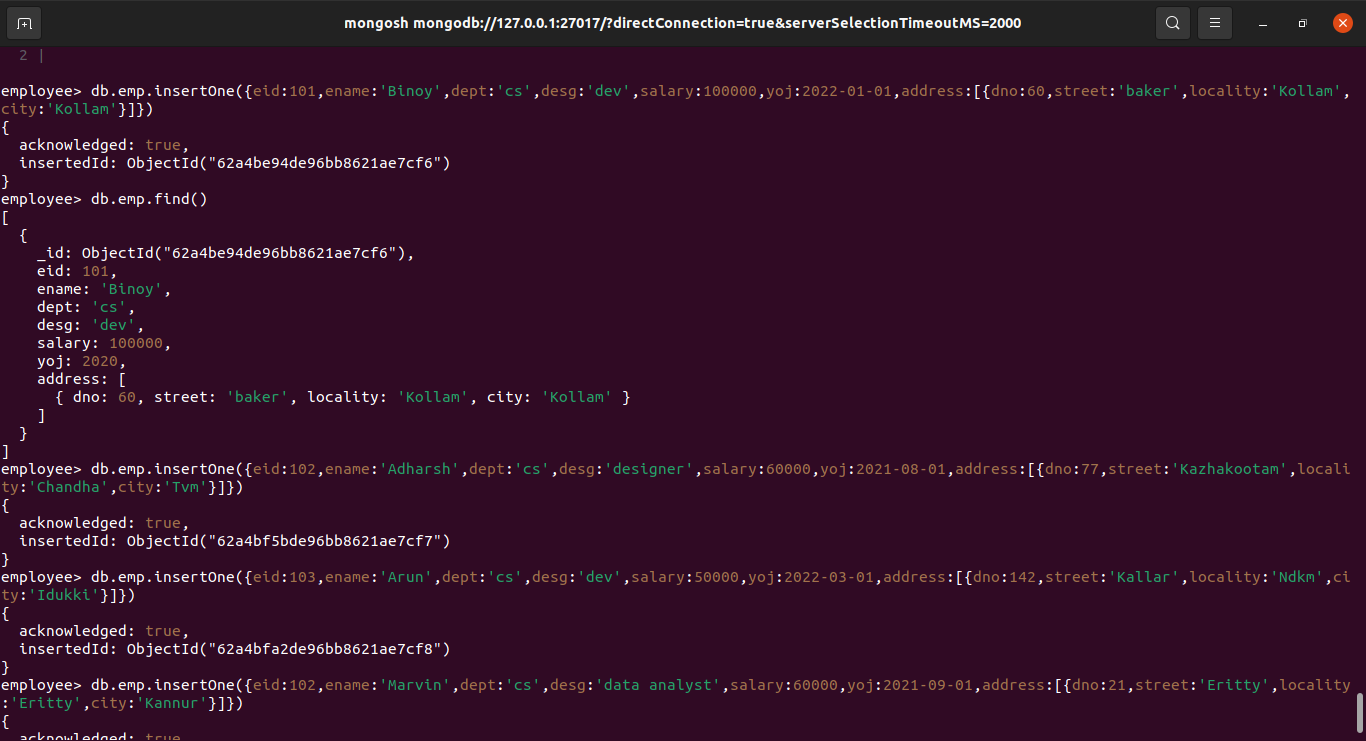 mongosh mongodb://127.0.0.1:27017/?directConnection=true&serverSelectionTimeoutMS=2000
2 |
employee> db.emp.insertOne({eid:101,ename:'Binoy',dept:'cs',desg:'dev',salary:100000,yoj:2022-01-01,address:[{dno:60,street:'baker',locality:'Kollam',
city:'Kollam'}]})
{
  acknowledged: true,
  insertedId: ObjectId("62a4be94de96bb8621ae7cf6")
}
employee> db.emp.find()
[
  {
    _id: ObjectId("62a4be94de96bb8621ae7cf6"),
    eid: 101,
    ename: 'Binoy',
    dept: 'cs',
    desg: 'dev',
    salary: 100000,
    yoj: 2020,
    address: [
      { dno: 60, street: 'baker', locality: 'Kollam', city: 'Kollam' }
    ]
  }
]
employee> db.emp.insertOne({eid:102,ename:'Adharsh',dept:'cs',desg:'designer',salary:60000,yoj:2021-08-01,address:[{dno:77,street:'Kazhakootam',locali
ty:'Chandha',city:'Tvm'}]})
{
  acknowledged: true,
  insertedId: ObjectId("62a4bf5bde96bb8621ae7cf7")
}
employee> db.emp.insertOne({eid:103,ename:'Arun',dept:'cs',desg:'dev',salary:50000,yoj:2022-03-01,address:[{dno:142,street:'Kallar',locality:'Ndkm',ci
ty:'Idukki'}]})
{
  acknowledged: true,
  insertedId: ObjectId("62a4bfa2de96bb8621ae7cf8")
}
employee> db.emp.insertOne({eid:102,ename:'Marvin',dept:'cs',desg:'data analyst',salary:60000,yoj:2021-09-01,address:[{dno:21,street:'Eritty',locality
:'Eritty',city:'Kannur'}]})
{
  acknowledged: true